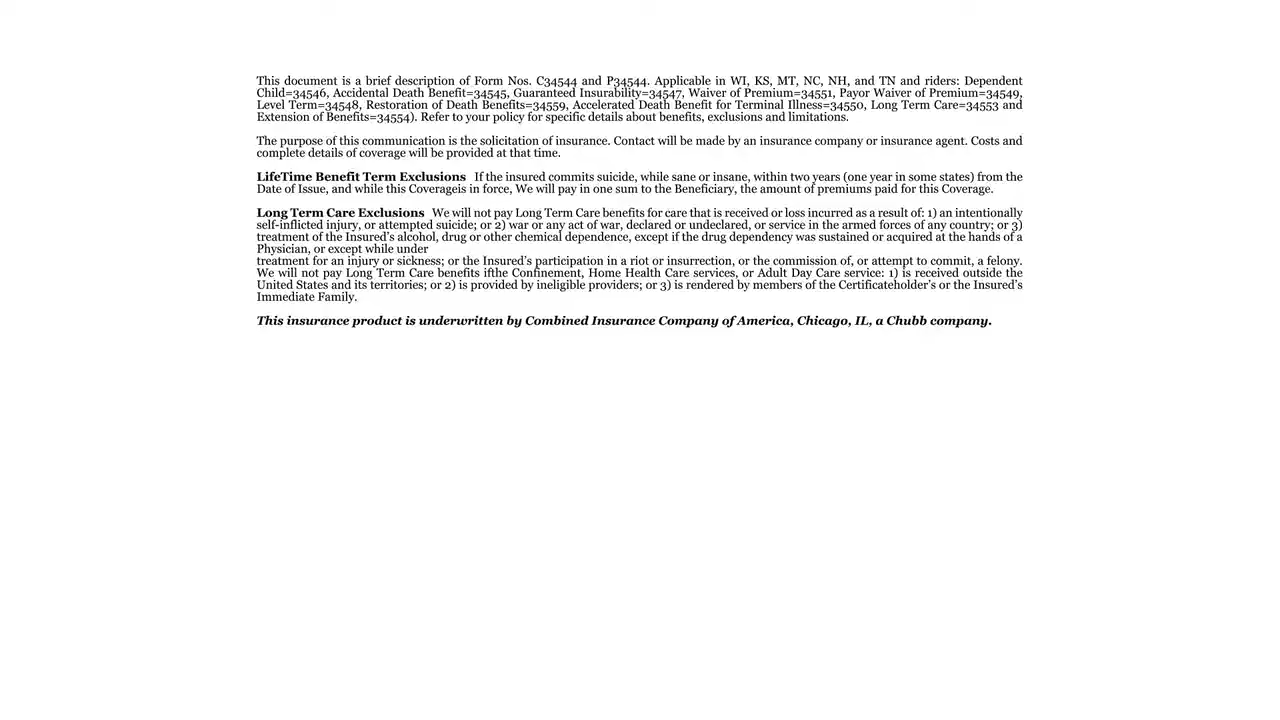 This document is a brief description of Form Nos. C34544 and P34544. Applicable in WI, KS, MT, NC, NH, and TN and riders: Dependent
Child=34546, Accidental Death Benefit=34545, Guaranteed Insurability=34547, Waiver of Premium=34551, Payor Waiver of Premium=34549,
Level Term=34548, Restoration of Death Benefits=34559, Accelerated Death Benefit for Terminal Illness=34550, Long Term Care=34553 and
Extension of Benefits=34554). Refer to your policy for specific details about benefits, exclusions and limitations.
The purpose of this communication is the solicitation of insurance. Contact will be made by an insurance company or insurance agent. Costs and
complete details of coverage will be provided at that time.
LifeTime Benefit Term Exclusions If the insured commits suicide, while sane or insane, within two years (one year in some states) from the
Date of Issue, and while this Coverageis in force, We will pay in one sum to the Beneficiary, the amount of premiums paid for this Coverage.
Long Term Care Exclusions We will not pay Long Term Care benefits for care that is received or loss incurred as a result of: 1) an intentionally
self-inflicted injury, or attempted suicide; or 2) war or any act of war, declared or undeclared, or service in the armed forces of any country; or 3)
treatment of the Insured’s alcohol, drug or other chemical dependence, except if the drug dependency was sustained or acquired at the hands of a
Physician, or except while under
treatment for an injury or sickness; or the Insured’s participation in a riot or insurrection, or the commission of, or attempt to commit, a felony.
We will not pay Long Term Care benefits ifthe Confinement, Home Health Care services, or Adult Day Care service: 1) is received outside the
United States and its territories; or 2) is provided by ineligible providers; or 3) is rendered by members of the Certificateholder’s or the Insured’s
Immediate Family.
This insurance product is underwritten by Combined Insurance Company of America, Chicago, IL, a Chubb company.